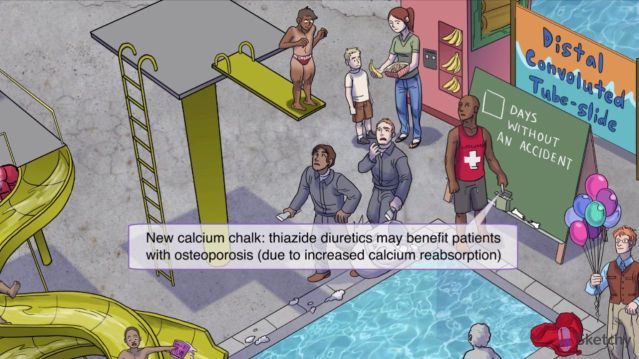 Distal
Convoluted
Tube-slide
DAYS
WITHOUT
AN ACCIDENT
New calcium chalk: thiazide diuretics may benefit patients
with osteoporosis (due to increased calcium reabsorption)
Sketchy